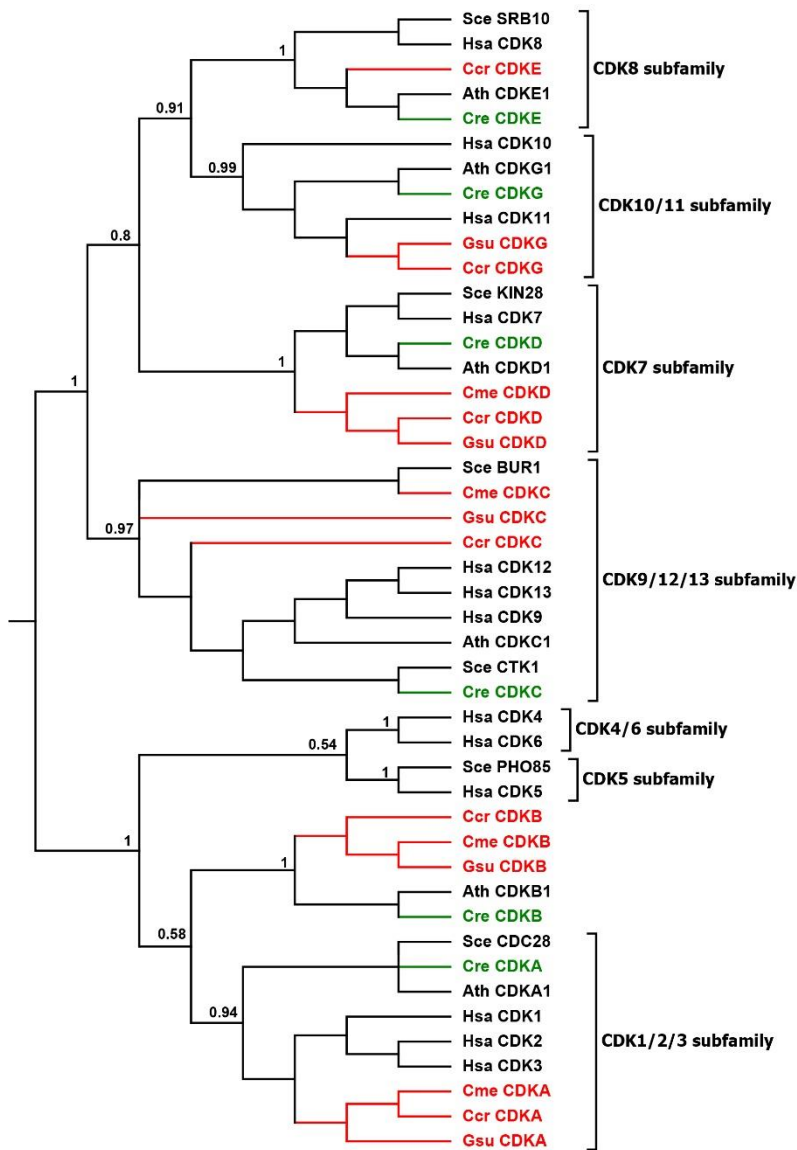 Sce SRB10
Hsa CDK8
Ccr CDKE
Ath CDKE1
Cre CDKE
CDK8 subfamily
1
0.91
Hsa CDK10
Ath CDKG1
Cre CDKG
Hsa CDK11
Gsu CDKG
Ccr CDKG
CDK10/11 subfamily
0.99
0.8
Sce KIN28
Hsa CDK7
Cre CDKD
Ath CDKD1
Cme CDKD
Ccr CDKD
Gsu CDKD
CDK7 subfamily
1
1
Sce BUR1
Cme CDKC
Gsu CDKC
Ccr CDKC
Hsa CDK12
Hsa CDK13
Hsa CDK9
Ath CDKC1
Sce CTK1
Cre CDKC
CDK9/12/13 subfamily
0.97
Hsa CDK4
Hsa CDK6
CDK4/6 subfamily
1
0.54
Sce PHO85
Hsa CDK5
CDK5 subfamily
1
1
Ccr CDKB
Cme CDKB
Gsu CDKB
Ath CDKB1
Cre CDKB
1
0.58
Sce CDC28
Cre CDKA
Ath CDKA1
Hsa CDK1
Hsa CDK2
Hsa CDK3
Cme CDKA
Ccr CDKA
Gsu CDKA
CDK1/2/3 subfamily
0.94